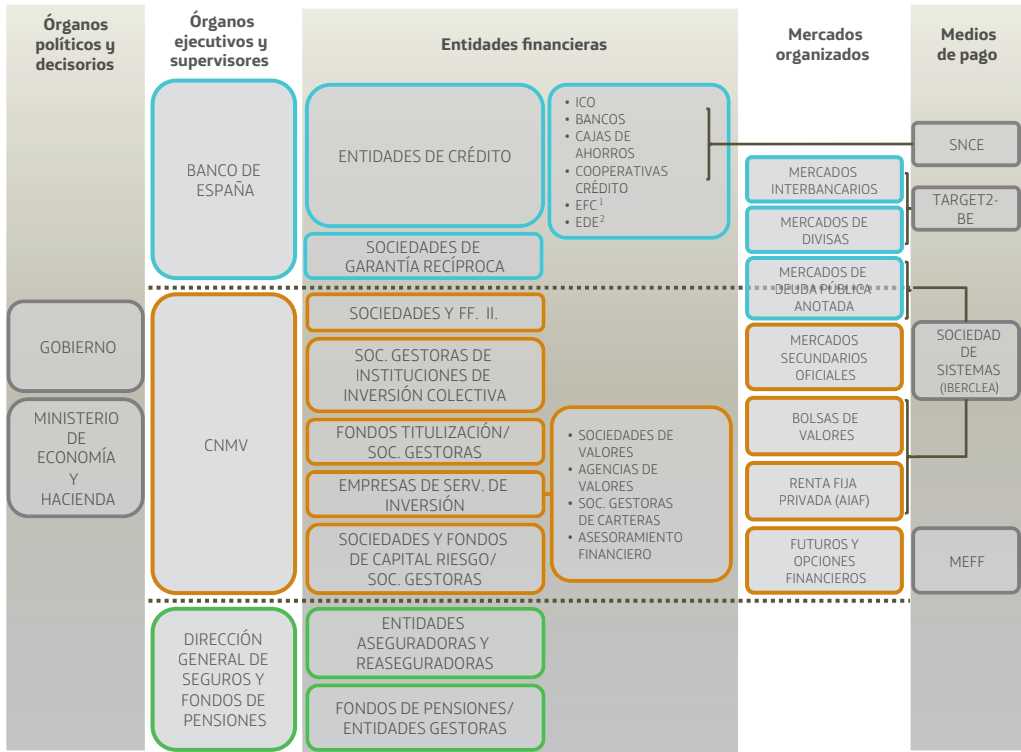 Órganos
políticos y
decisorios
Órganos
ejecutivos y
supervisores
Entidades financieras
Mercados
organizados
Medios
de pago
GOBIERNO
MINISTERIO
DE
ECONOMÍA
Y
HACIENDA
BANCO DE
ESPAÑA
CNMV
DIRECCIÓN
GENERAL DE
SEGUROS Y
FONDOS DE
PENSIONES
ENTIDADES DE CRÉDITO
SOCIEDADES DE
GARANTÍA RECÍPROCA
SOCIEDADES Y FF. II.
SOC. GESTORAS DE
INSTITUCIONES DE
INVERSIÓN COLECTIVA
FONDOS TITULIZACIÓN/
SOC. GESTORAS
EMPRESAS DE SERV. DE
INVERSIÓN
SOCIEDADES Y FONDOS
DE CAPITAL RIESGO/
SOC. GESTORAS
ENTIDADES
ASEGURADORAS Y
REASEGURADORAS
FONDOS DE PENSIONES/
ENTIDADES GESTORAS
• ICO
• BANCOS
• CAJAS DE
AHORROS
• COOPERATIVAS
CRÉDITO
• EFC¹
• EDE²
• SOCIEDADES DE
VALORES
• AGENCIAS DE
VALORES
• SOC. GESTORAS
DE CARTERAS
• ASESORAMIENTO
FINANCIERO
MERCADOS
INTERBANCARIOS
MERCADOS
DE DIVISAS
MERCADOS DE
DEUDA PÚBLICA
ANOTADA
MERCADOS
SECUNDARIOS
OFICIALES
BOLSAS DE
VALORES
RENTA FIJA
PRIVADA (AIAF)
FUTUROS Y
OPCIONES
FINANCIEROS
SNCE
TARGET2-
BE
SOCIEDAD
DE
SISTEMAS
(IBERCLEA)
MEFF